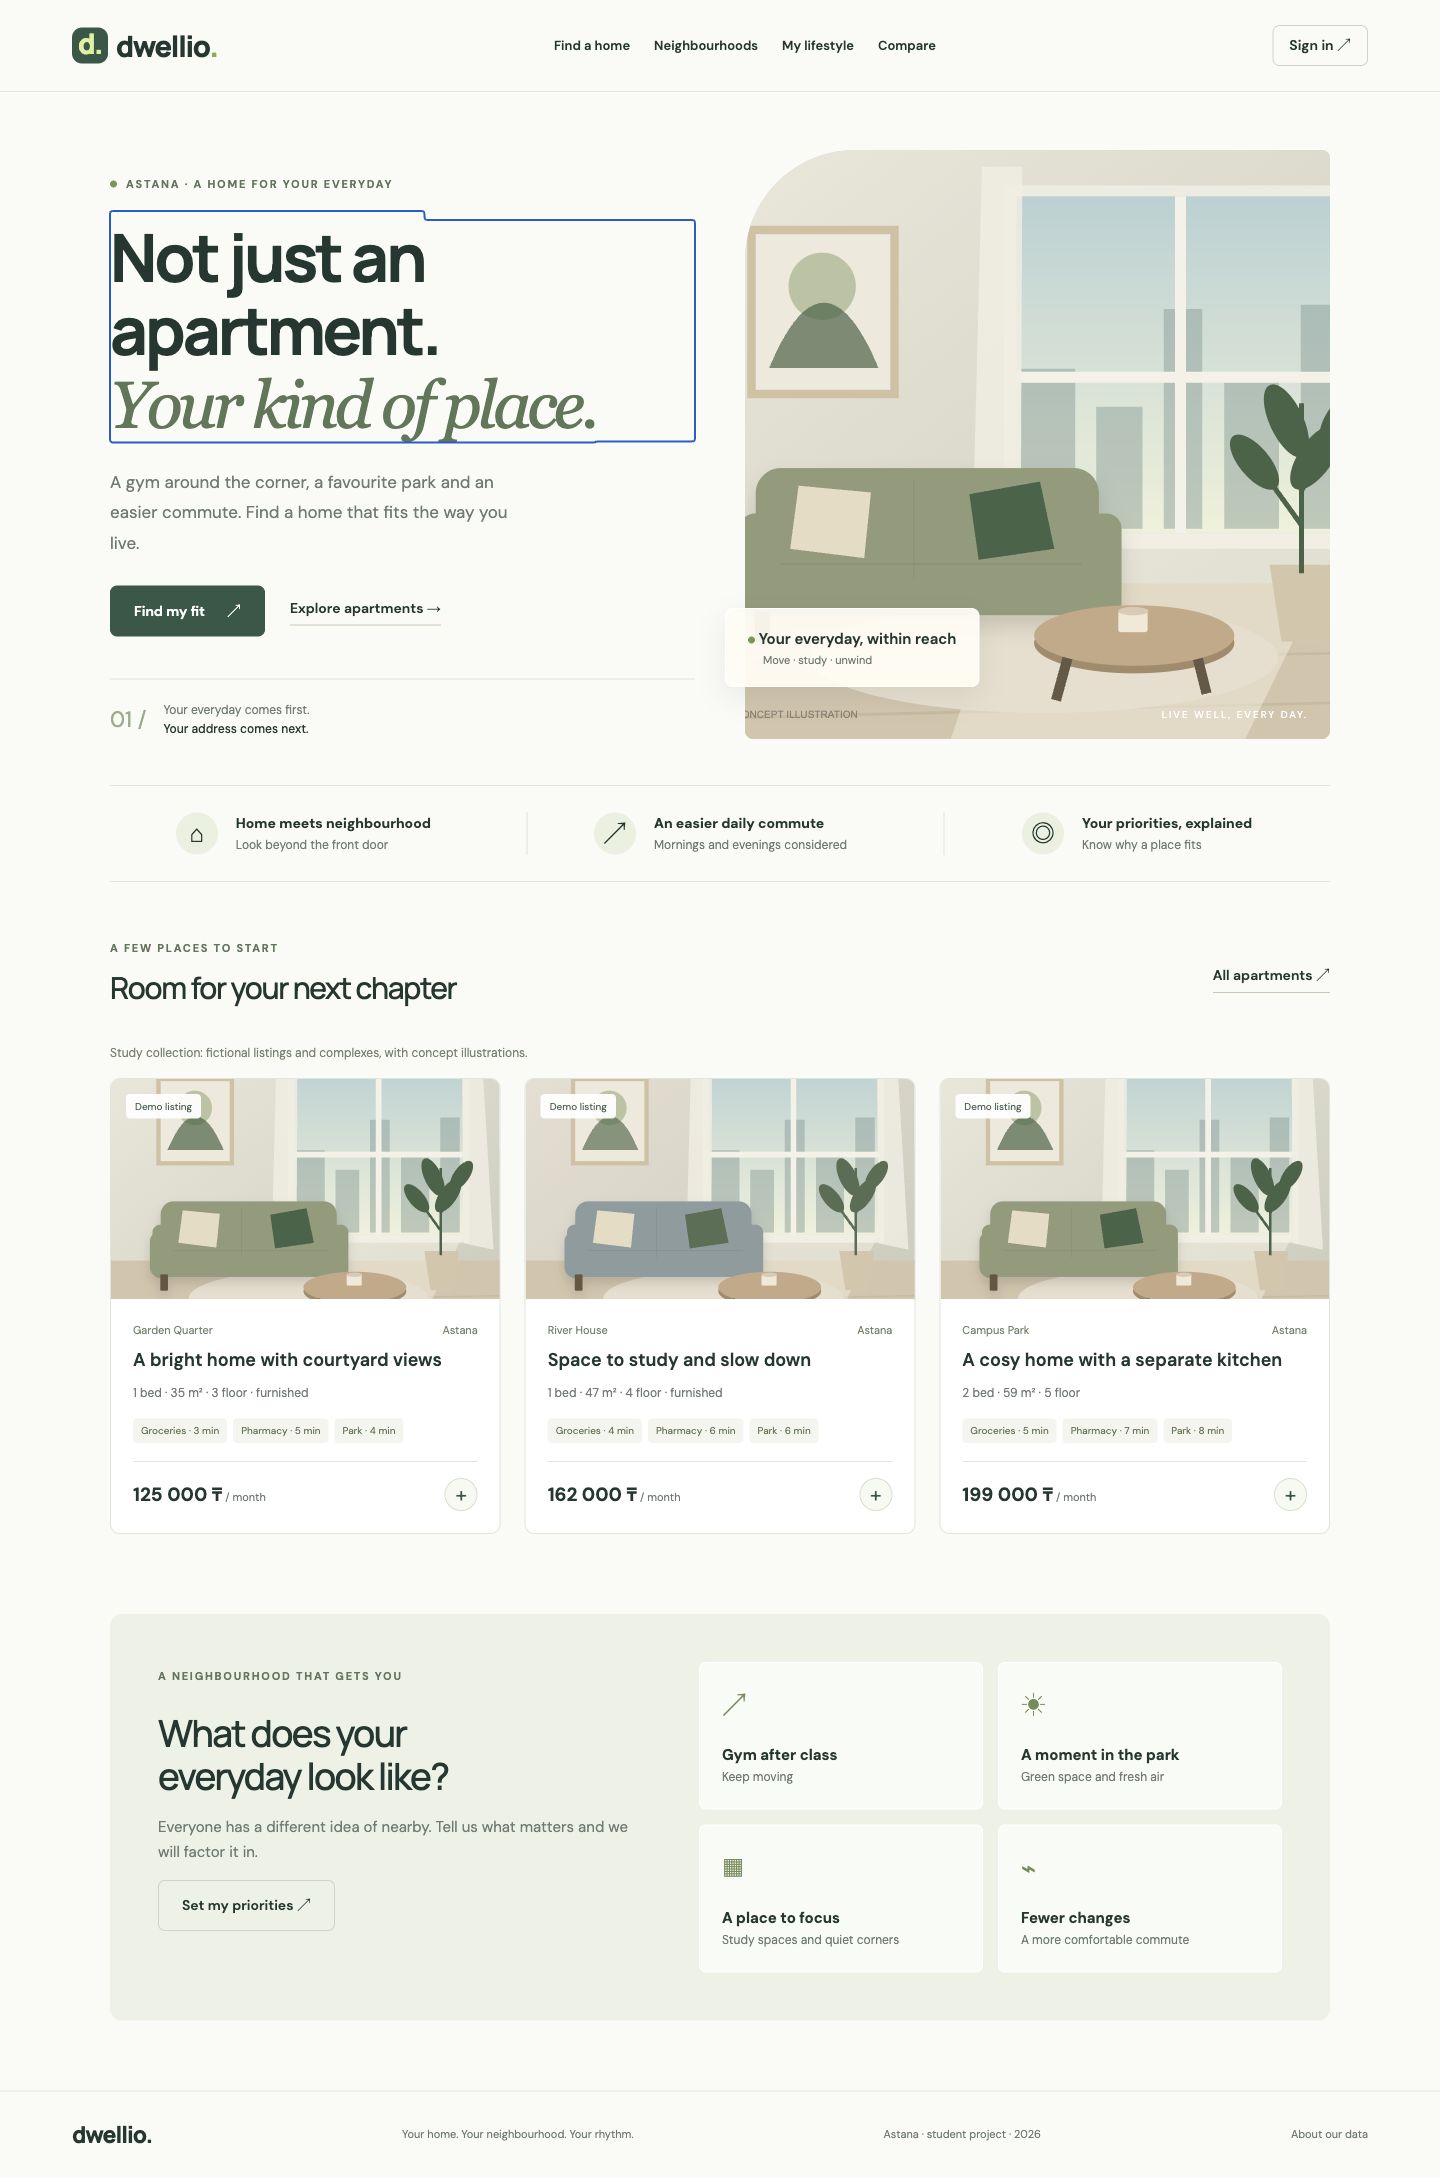 d. dwellio.
Find a home Neighbourhoods My lifestyle Compare
Sign in ↗
ASTANA · A HOME FOR YOUR EVERYDAY
Not just an
apartment.
Your kind of place.
A gym around the corner, a favourite park and an
easier commute. Find a home that fits the way you
live.
Find my fit ↗
Explore apartments →
01 /
Your everyday comes first.
Your address comes next.
Your everyday, within reach
Move · study · unwind
ONCEPT ILLUSTRATION
LIVE WELL, EVERY DAY.
Home meets neighbourhood
Look beyond the front door
An easier daily commute
Mornings and evenings considered
Your priorities, explained
Know why a place fits
A FEW PLACES TO START
Room for your next chapter
All apartments ↗
Study collection: fictional listings and complexes, with concept illustrations.
Demo listing
Garden Quarter Astana
A bright home with courtyard views
1 bed · 35 m² · 3 floor · furnished
Groceries · 3 min Pharmacy · 5 min Park · 4 min
125 000 ₸ / month +
Demo listing
River House Astana
Space to study and slow down
1 bed · 47 m² · 4 floor · furnished
Groceries · 4 min Pharmacy · 6 min Park · 6 min
162 000 ₸ / month +
Demo listing
Campus Park Astana
A cosy home with a separate kitchen
2 bed · 59 m² · 5 floor
Groceries · 5 min Pharmacy · 7 min Park · 8 min
199 000 ₸ / month +
A NEIGHBOURHOOD THAT GETS YOU
What does your
everyday look like?
Everyone has a different idea of nearby. Tell us what matters and we
will factor it in.
Set my priorities ↗
Gym after class
Keep moving
A moment in the park
Green space and fresh air
A place to focus
Study spaces and quiet corners
Fewer changes
A more comfortable commute
dwellio.
Your home. Your neighbourhood. Your rhythm.
Astana · student project · 2026
About our data